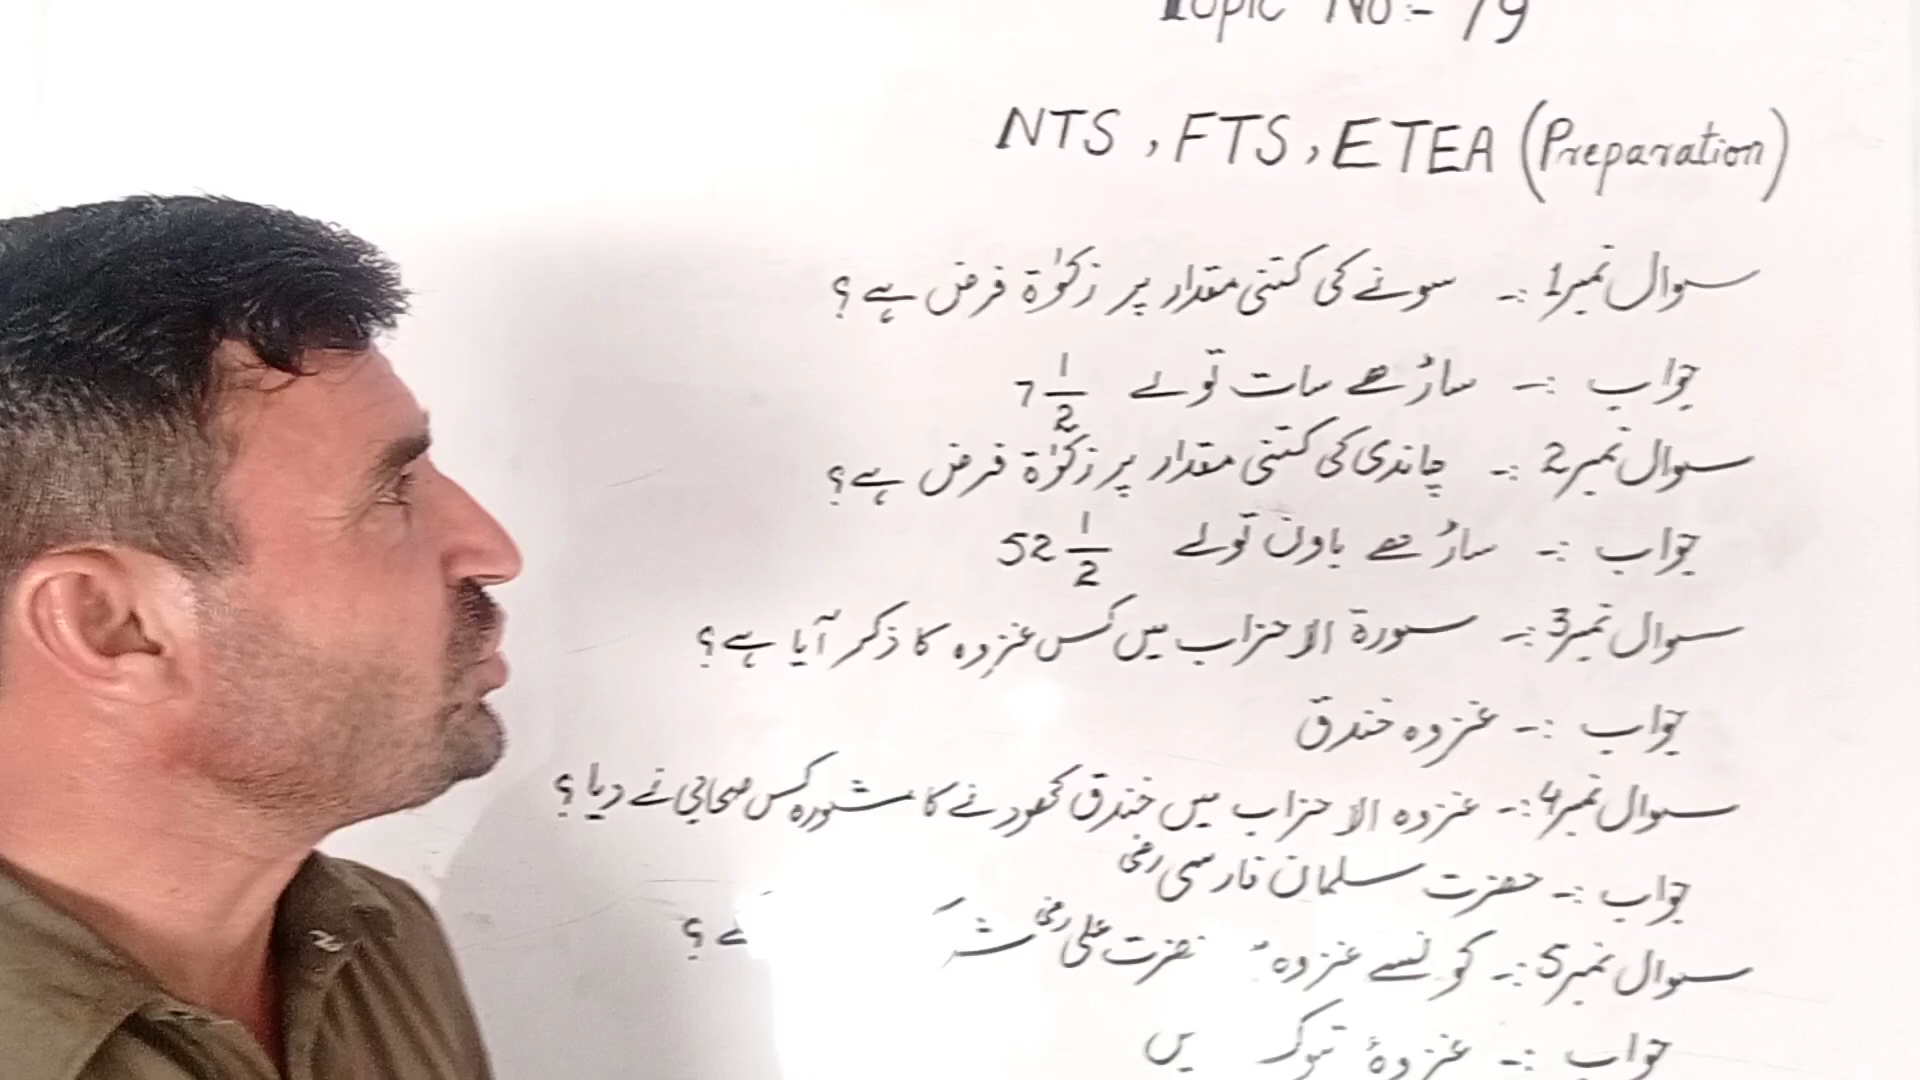 Topic No:- 79
NTS, FTS, ETEA (Preparation)
سوال نمبر1:- سونے کی کتنی مقدار پر زکوٰۃ فرض ہے؟
جواب :- ساڑھے سات تولے 7 1/2
سوال نمبر2:- چاندی کی کتنی مقدار پر زکوٰۃ فرض ہے؟
جواب :- ساڑھے باون تولے 52 1/2
سوال نمبر3:- سورۃ الاحزاب میں کس غزوہ کا ذکر آیا ہے؟
جواب :- غزوہ خندق
سوال نمبر4:- غزوہ الاحزاب میں خندق کھودنے کا مشورہ کس صحابی نے دیا؟
جواب :- حضرت سلمان فارسی رضی
سوال نمبر5:- کونسے غزوہ حضرت علی رضی ؟
جواب :- غزوۂ تبوک